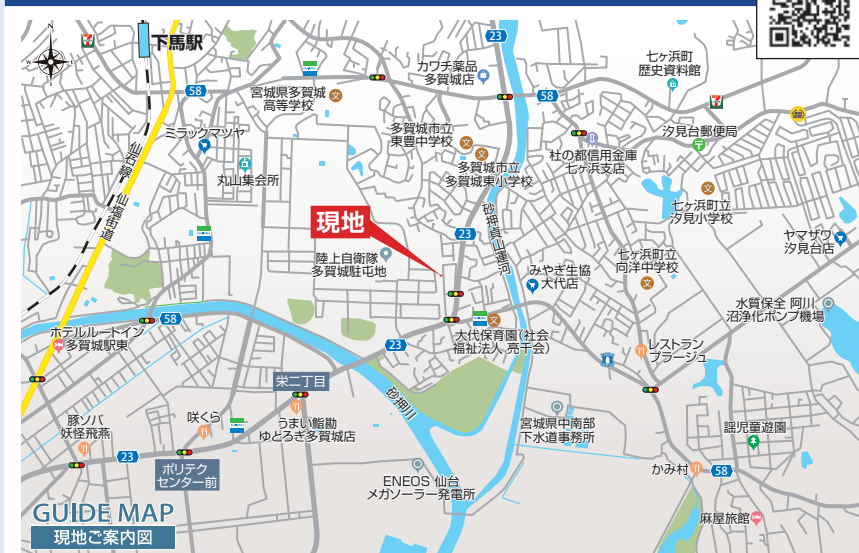 N
W
E
S
下馬駅
23
カワチ薬品
多賀城店
七ヶ浜町
歴史資料館
58
宮城県多賀城
高等学校
58
ミラックマツヤ
多賀城市立
東豊中学校
汐見台郵便局
杜の都信用金庫
七ヶ浜支店
多賀城市立
多賀城東小学校
丸山集会所
仙石線
仙塩街道
七ヶ浜町立
汐見小学校
現地
砂押貞山運河
23
ヤマザワ
汐見台店
陸上自衛隊
多賀城駐屯地
七ヶ浜町立
向洋中学校
みやぎ生協
大代店
水質保全 阿川
沼浄化ポンプ機場
58
ホテルルートイン
多賀城駅東
大代保育園(社会
福祉法人 亮千会)
23
レストラン
プラージュ
栄二丁目
砂押川
豚ソバ
妖怪飛燕
咲くら
うまい鮨勘
ゆとろぎ多賀城店
宮城県中南部
下水道事務所
謡児童遊園
23
ポリテク
センター前
かみ村
58
ENEOS 仙台
メガソーラー発電所
麻屋旅館
GUIDE MAP
現地ご案内図